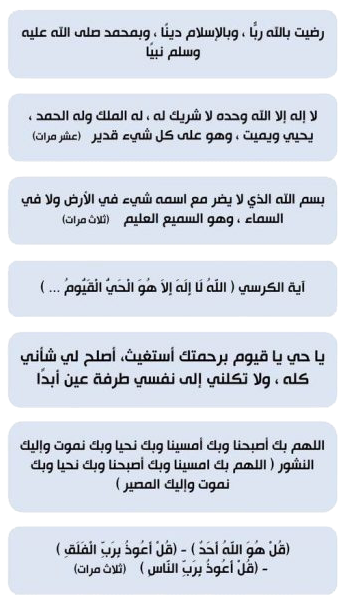 رضيت بالله ربًا ، وبالإسلام دينًا ، وبمحمد صلى الله عليه
وسلم نبيًا
لا إله إلا الله وحده لا شريك له ، له الملك وله الحمد ،
يحيي ويميت ، وهو على كل شيء قدير (عشر مرات)
بسم الله الذي لا يضر مع اسمه شيء في الأرض ولا في
السماء ، وهو السميع العليم (ثلاث مرات)
آية الكرسي ( اللَّهُ لَا إِلَهَ إِلاَّ هُوَ الْحَيُّ الْقَيُّومُ ... )
يا حي يا قيوم برحمتك أستغيث، أصلح لي شأني
كله ، ولا تكلني إلى نفسي طرفة عين أبدًا
اللهم بك أصبحنا وبك أمسينا وبك نحيا وبك نموت وإليك
النشور ( اللهم بك امسينا وبك أصبحنا وبك نحيا وبك
نموت وإليك المصير )
(قُلْ هُوَ اللَّهُ أَحَدٌ ) - (قُلْ أَعُوذُ بِرَبِّ الْفَلَقِ )
- (قُلْ أَعُوذُ بِرَبِّ النَّاسِ ) (ثلاث مرات)